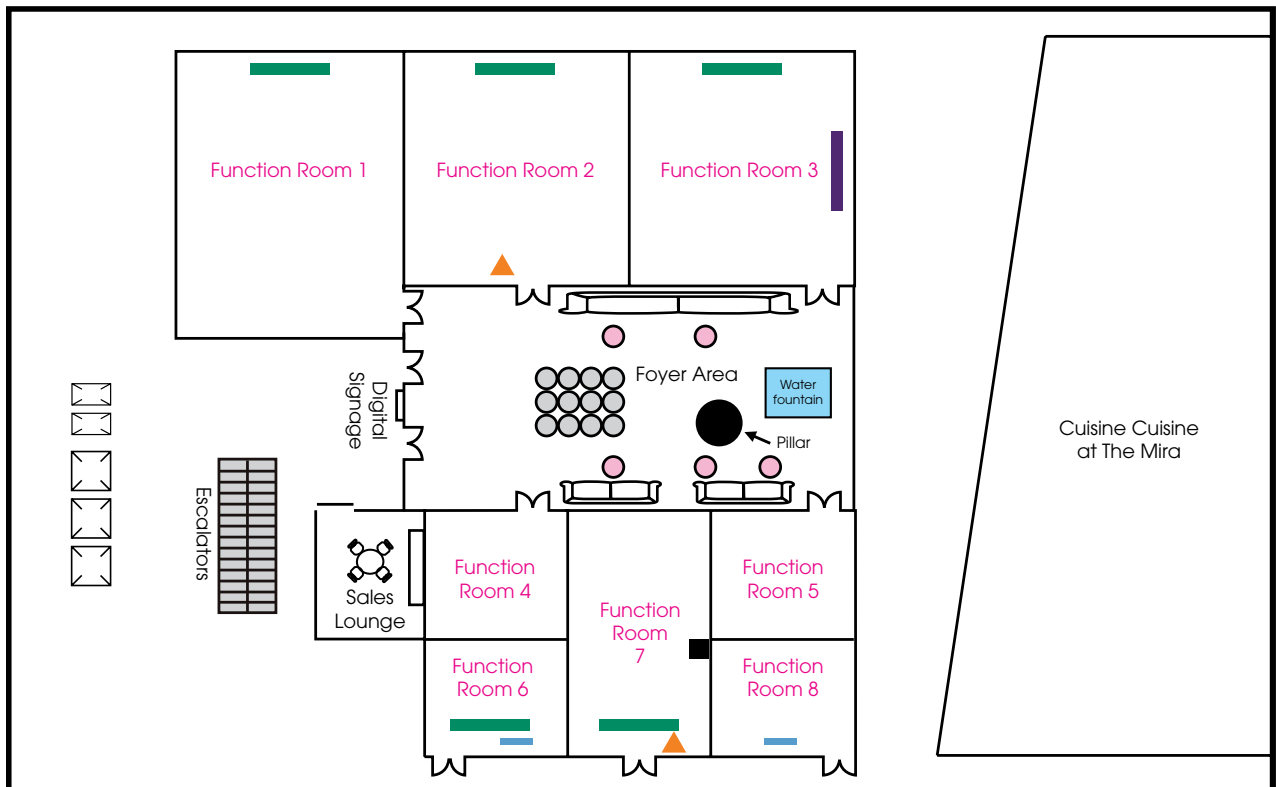 Function Room 1
Function Room 2
Function Room 3
Digital
Signage
Foyer Area
Water
fountain
Pillar
Cuisine Cuisine
at The Mira
Escalators
Sales
Lounge
Function
Room 4
Function
Room 7
Function
Room 5
Function
Room 6
Function
Room 8